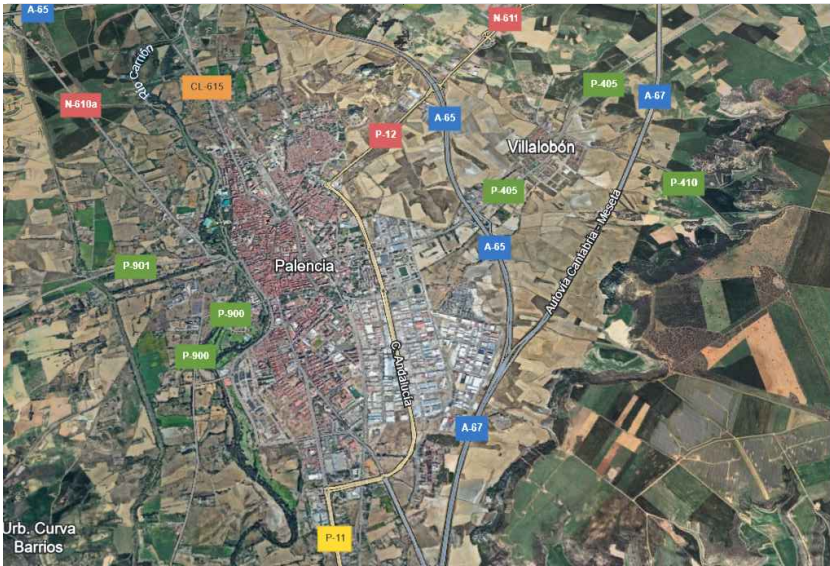 A-65
N-611
Río Carrión
CL-615
P-405
A-67
N-610a
A-65
P-12
Villalobón
P-405
P-410
Autovía Cantabria - Meseta
A-65
P-901
Palencia
P-900
P-900
C. Andalucía
A-67
Urb. Curva
Barrios
P-11